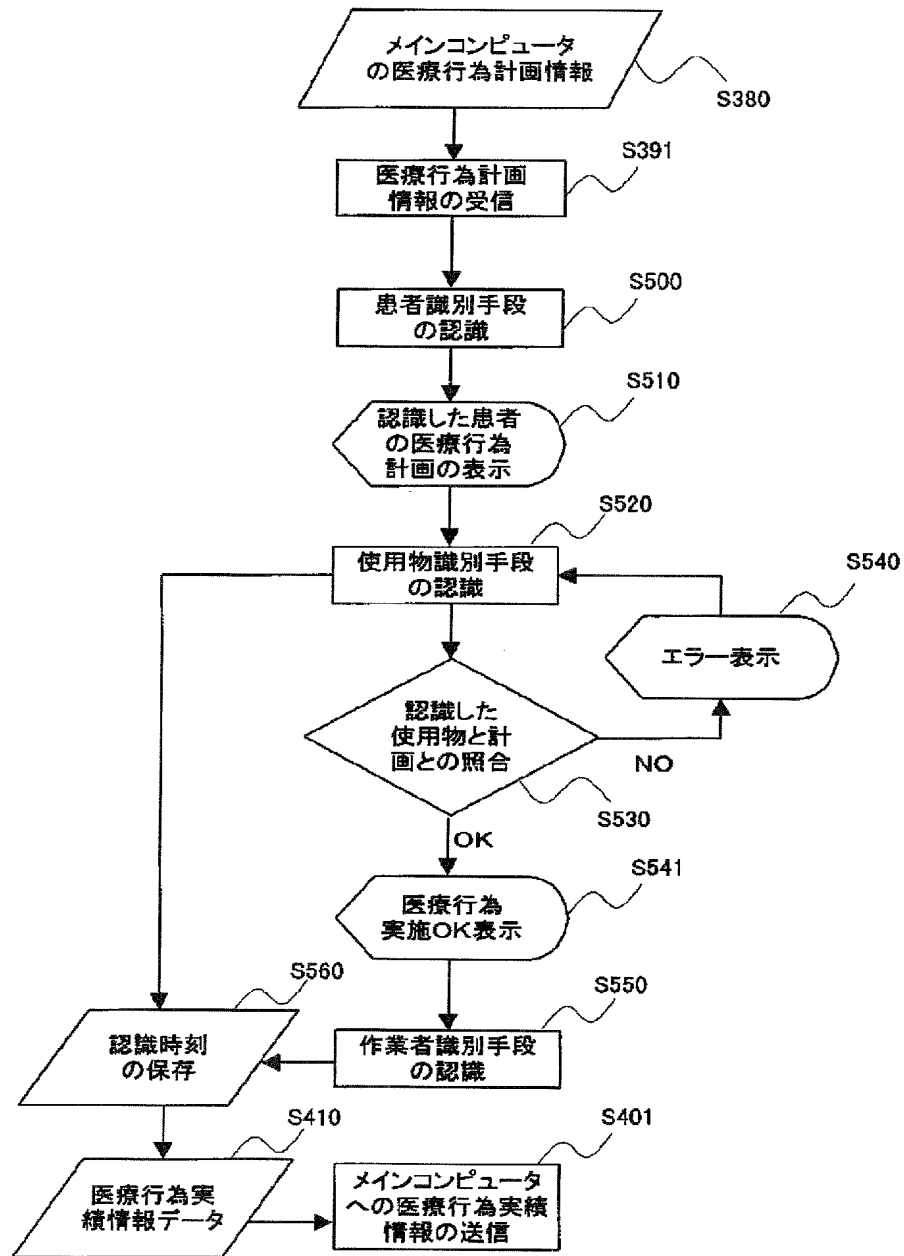 メインコンピュータ
の医療行為計画情報
S380
S391
医療行為計画
情報の受信
S500
患者識別手段
の認識
S510
認識した患者
の医療行為
計画の表示
S520
使用物識別手段
の認識
S540
エラー表示
認識した
使用物と計
画との照合
NO
S530
OK
S541
医療行為
実施OK表示
S560
認識時刻
の保存
S550
作業者識別手段
の認識
S410
医療行為実
績情報データ
S401
メインコンピュータ
への医療行為実績
情報の送信